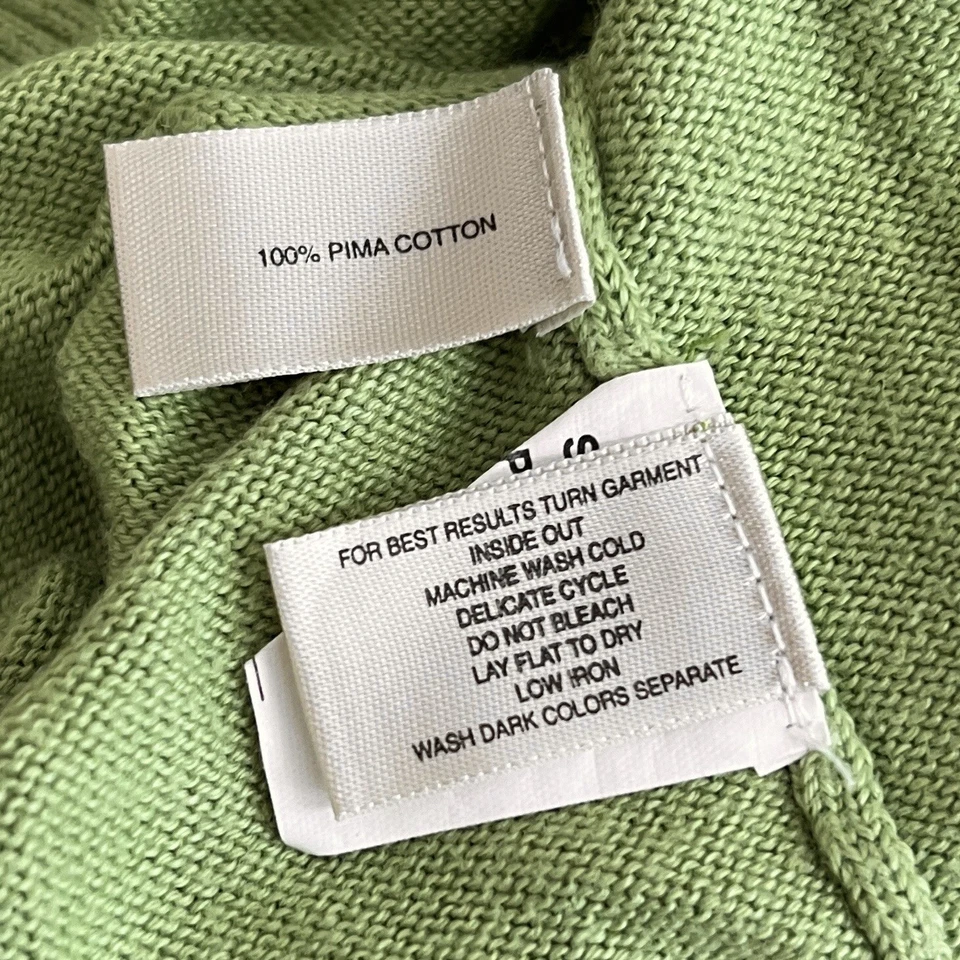 100% PIMA COTTON
FOR BEST RESULTS TURN GARMENT
INSIDE OUT
MACHINE WASH COLD
DELICATE CYCLE
DO NOT BLEACH
LAY FLAT TO DRY
LOW IRON
WASH DARK COLORS SEPARATE